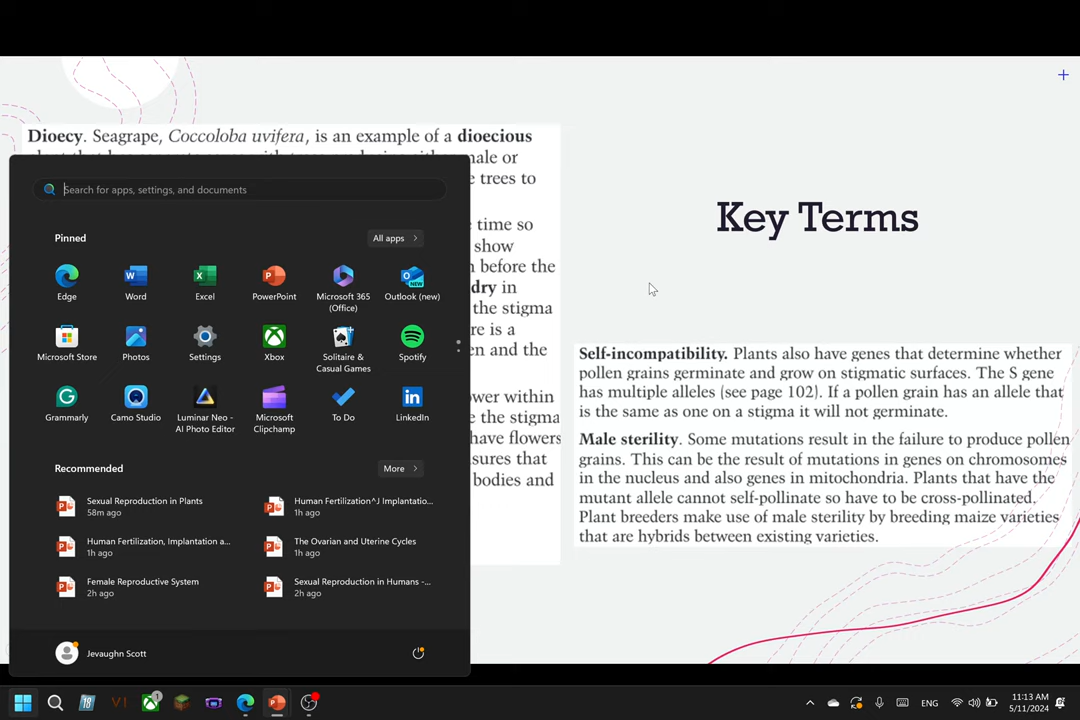 Dioecy. Seagrape, Coccoloba uvifera, is an example of a dioecious
male or
trees to
time so
show
before the
dry in
the stigma
re is a
en and the
ower within
e the stigma
have flowers
sures that
bodies and
Key Terms
Self-incompatibility. Plants also have genes that determine whether
pollen grains germinate and grow on stigmatic surfaces. The S gene
has multiple alleles (see page 102). If a pollen grain has an allele that
is the same as one on a stigma it will not germinate.
Male sterility. Some mutations result in the failure to produce pollen
grains. This can be the result of mutations in genes on chromosomes
in the nucleus and also genes in mitochondria. Plants that have the
mutant allele cannot self-pollinate so have to be cross-pollinated.
Plant breeders make use of male sterility by breeding maize varieties
that are hybrids between existing varieties.
Search for apps, settings, and documents
Pinned
All apps
Edge
Word
Excel
PowerPoint
Microsoft 365
(Office)
Outlook (new)
Microsoft Store
Photos
Settings
Xbox
Solitaire &
Casual Games
Spotify
Grammarly
Camo Studio
Luminar Neo -
AI Photo Editor
Microsoft
Clipchamp
To Do
LinkedIn
Recommended
More
Sexual Reproduction in Plants
58m ago
Human Fertilization^J Implantatio...
1h ago
Human Fertilization, Implantation a...
1h ago
The Ovarian and Uterine Cycles
1h ago
Female Reproductive System
2h ago
Sexual Reproduction in Humans -...
2h ago
Jevaughn Scott
ENG
11:13 AM
5/11/2024